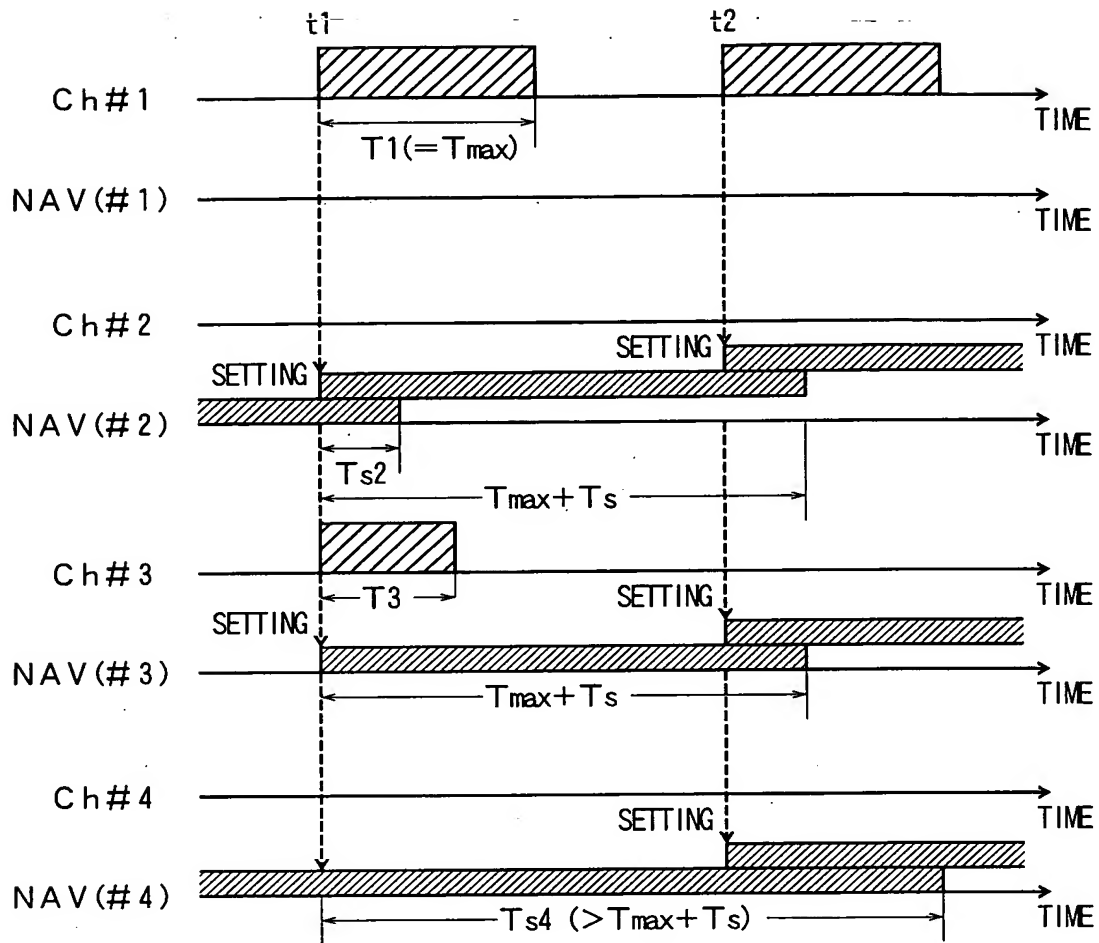 t1 t2
Ch#1
TIME
T1(=Tmax)
NAV(#1)
TIME
Ch#2
TIME
SETTING SETTING
NAV(#2)
TIME
Ts2
Tmax+Ts
Ch#3
TIME
T3
SETTING SETTING
NAV(#3)
TIME
Tmax+Ts
Ch#4
TIME
SETTING
NAV(#4)
TIME
Ts4 (>Tmax+Ts)